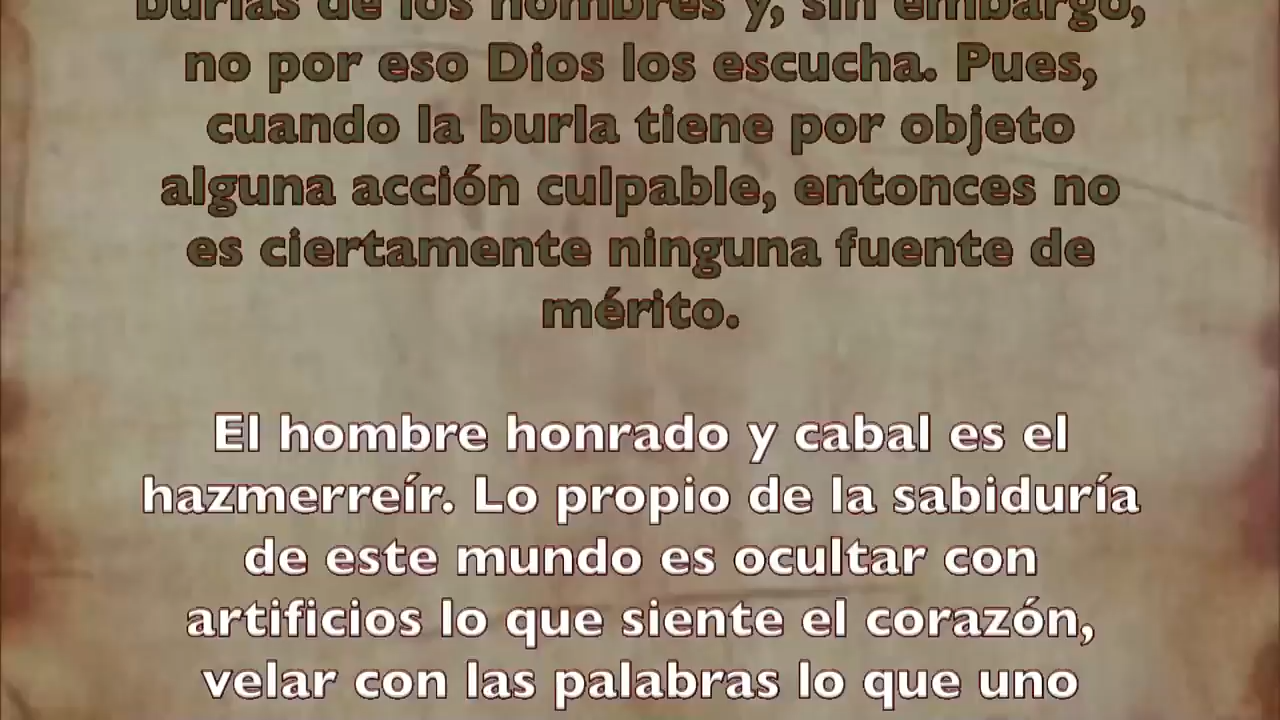 burlas de los hombres y, sin embargo,
no por eso Dios los escucha. Pues,
cuando la burla tiene por objeto
alguna acción culpable, entonces no
es ciertamente ninguna fuente de
mérito.
El hombre honrado y cabal es el
hazmerreír. Lo propio de la sabiduría
de este mundo es ocultar con
artificios lo que siente el corazón,
velar con las palabras lo que uno